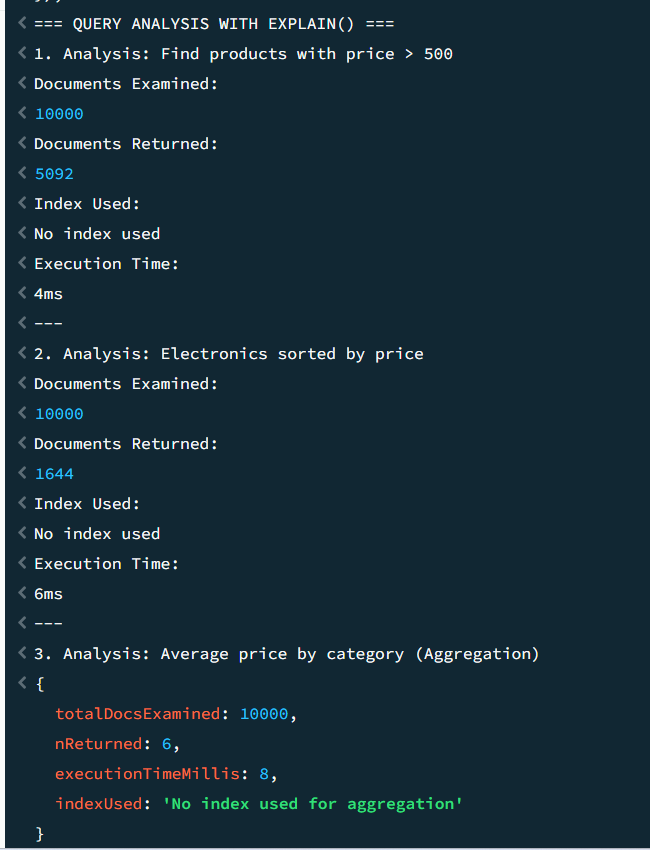 === QUERY ANALYSIS WITH EXPLAIN() ===
1. Analysis: Find products with price > 500
Documents Examined:
10000
Documents Returned:
5092
Index Used:
No index used
Execution Time:
4ms
---
2. Analysis: Electronics sorted by price
Documents Examined:
10000
Documents Returned:
1644
Index Used:
No index used
Execution Time:
6ms
---
3. Analysis: Average price by category (Aggregation)
{
totalDocsExamined: 10000,
nReturned: 6,
executionTimeMillis: 8,
indexUsed: 'No index used for aggregation'
}